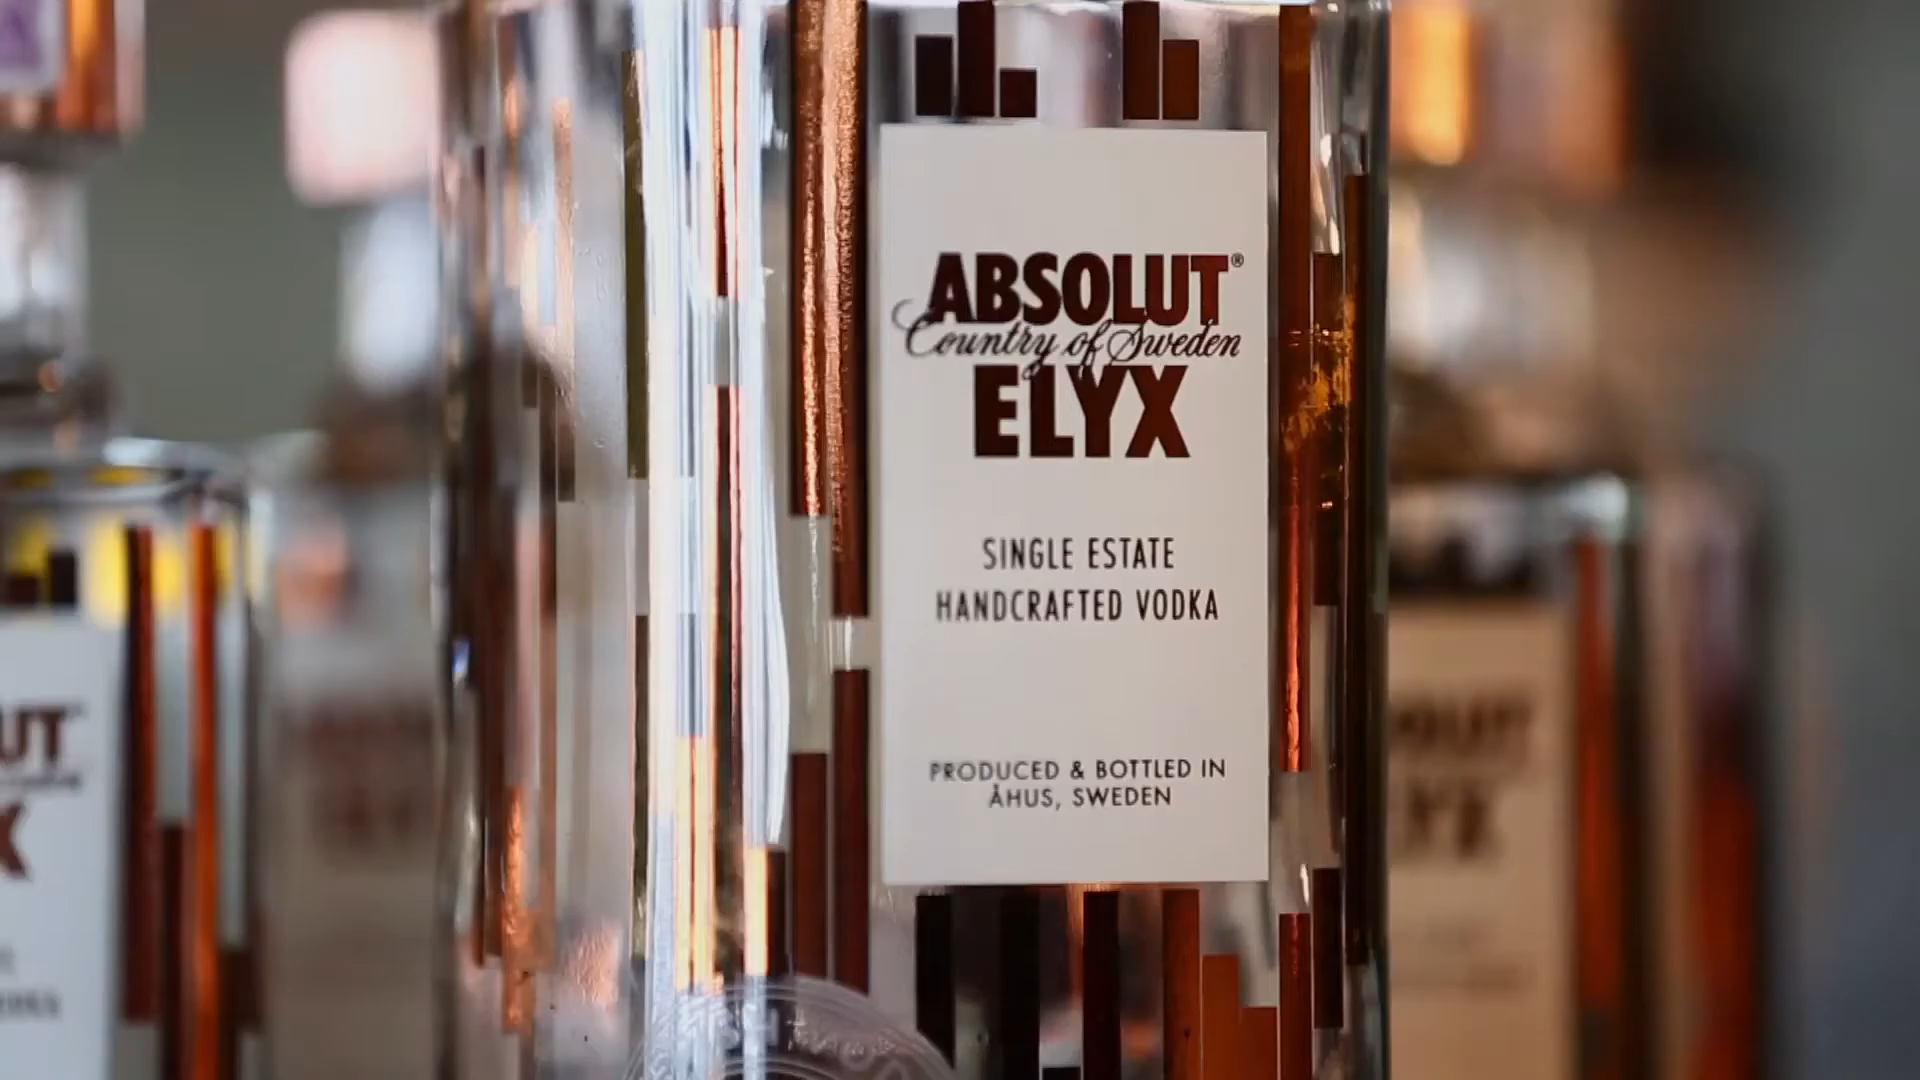 ABSOLUT®
Country of Sweden
ELYX
SINGLE ESTATE
HANDCRAFTED VODKA
PRODUCED & BOTTLED IN
ÅHUS, SWEDEN